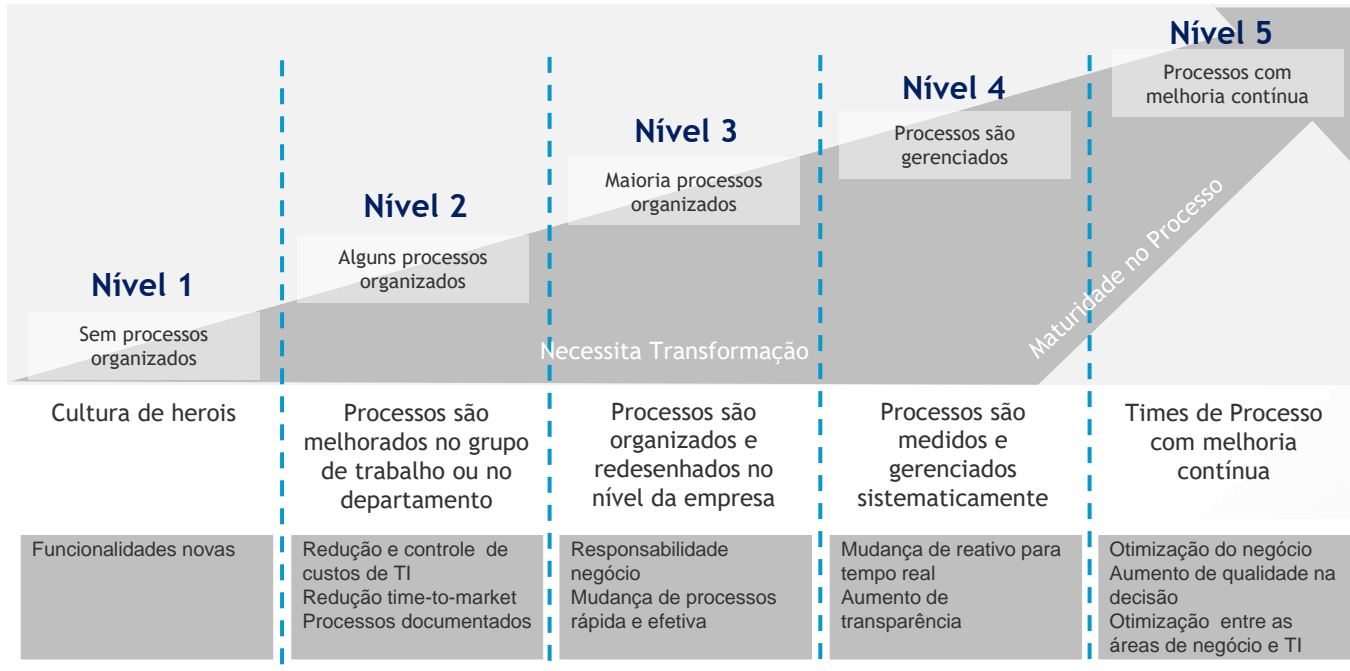 Nível 1
Sem processos
organizados
Nível 2
Alguns processos
organizados
Nível 3
Maioria processos
organizados
Nível 4
Processos são
gerenciados
Nível 5
Processos com
melhoria contínua
Necessita Transformação
Maturidade no Processo
Cultura de herois
Processos são
melhorados no grupo
de trabalho ou no
departamento
Processos são
organizados e
redesenhados no
nível da empresa
Processos são
medidos e
gerenciados
sistematicamente
Times de Processo
com melhoria
contínua
Funcionalidades novas
Redução e controle de
custos de TI
Redução time-to-market
Processos documentados
Responsabilidade
negócio
Mudança de processos
rápida e efetiva
Mudança de reativo para
tempo real
Aumento de
transparência
Otimização do negócio
Aumento de qualidade na
decisão
Otimização entre as
áreas de negócio e TI